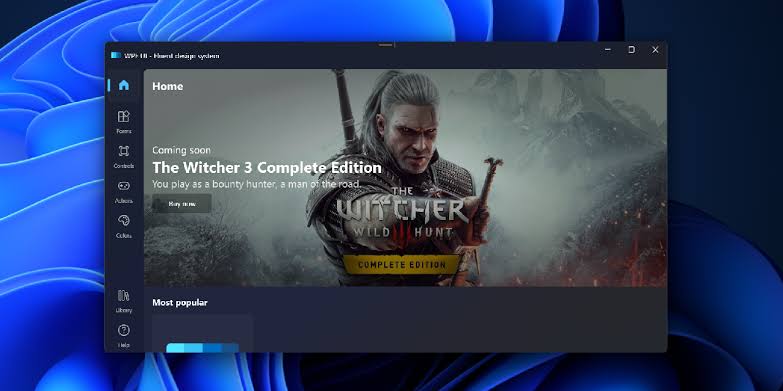 WPF UI - Fluent design system
Home
Forms
Controls
Actions
Colors
Library
Help
Coming soon
The Witcher 3 Complete Edition
You play as a bounty hunter, a man of the road.
Buy now
THE
WITCHER
WILD HUNT
COMPLETE EDITION
Most popular